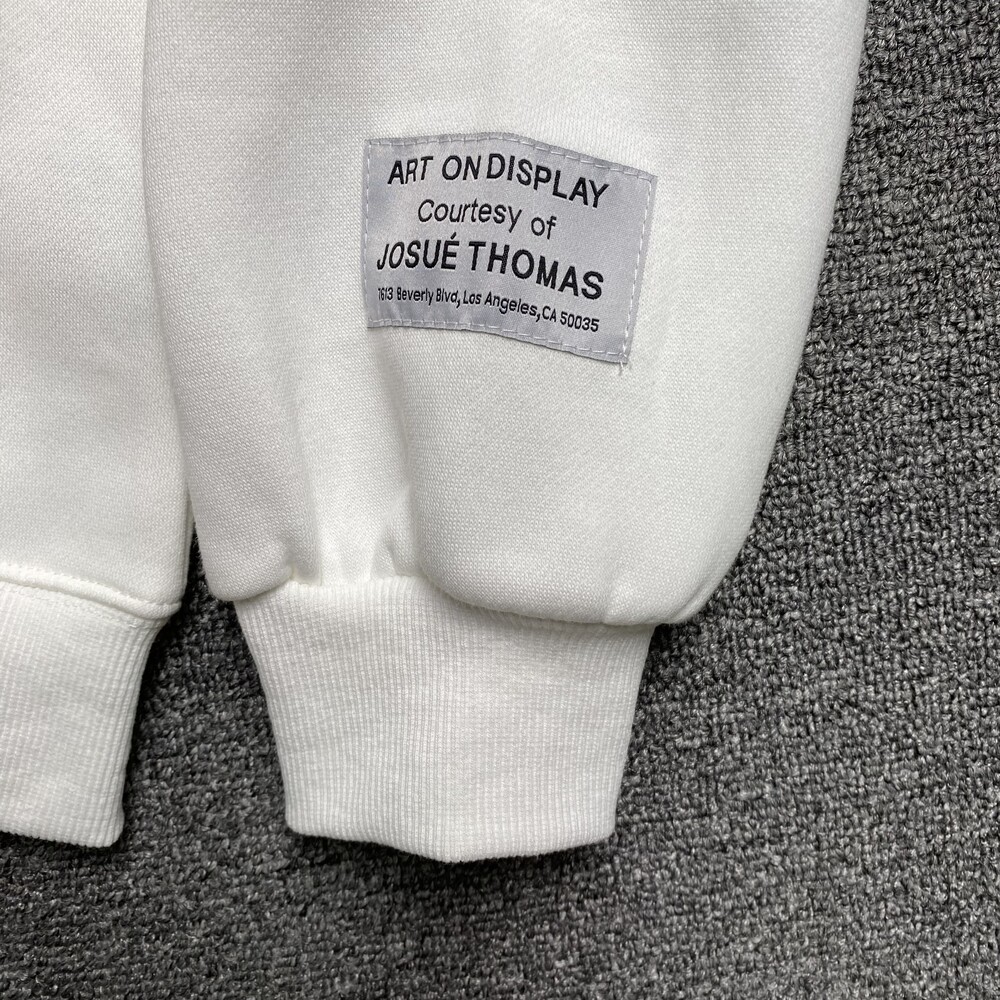 ART ON DISPLAY
Courtesy of
JOSUÉ THOMAS
7613 Beverly Blvd, Los Angeles, CA 50035